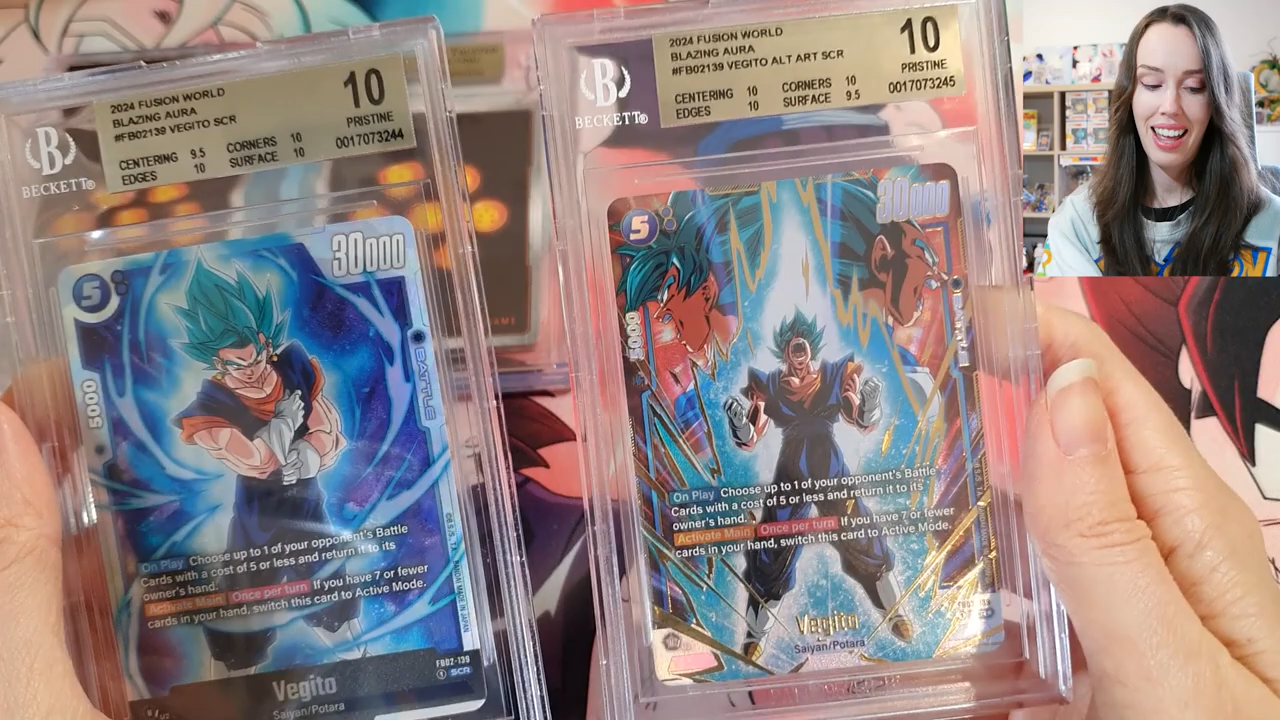 2024 FUSION WORLD
BLAZING AURA
#FB02139 VEGITO SCR
CENTERING 9.5 CORNERS 10
EDGES 10 SURFACE 10
10
PRISTINE
0017073244
B
BECKETT®
5
30000
5000
BATTLE
On Play Choose up to 1 of your opponent's Battle
Cards with a cost of 5 or less and return it to its
owner's hand.
Activate Main Once per turn If you have 7 or fewer
cards in your hand, switch this card to Active Mode.
FB02-139
SCR
Vegito
Saiyan/Potara
2024 FUSION WORLD
BLAZING AURA
#FB02139 VEGITO ALT ART SCR
CENTERING 10 CORNERS 10
EDGES 10 SURFACE 9.5
10
PRISTINE
0017073245
B
BECKETT®
5
30000
5000
BATTLE
On Play Choose up to 1 of your opponent's Battle
Cards with a cost of 5 or less and return it to its
owner's hand.
Activate Main Once per turn If you have 7 or fewer
cards in your hand, switch this card to Active Mode.
Vegito
Saiyan/Potara